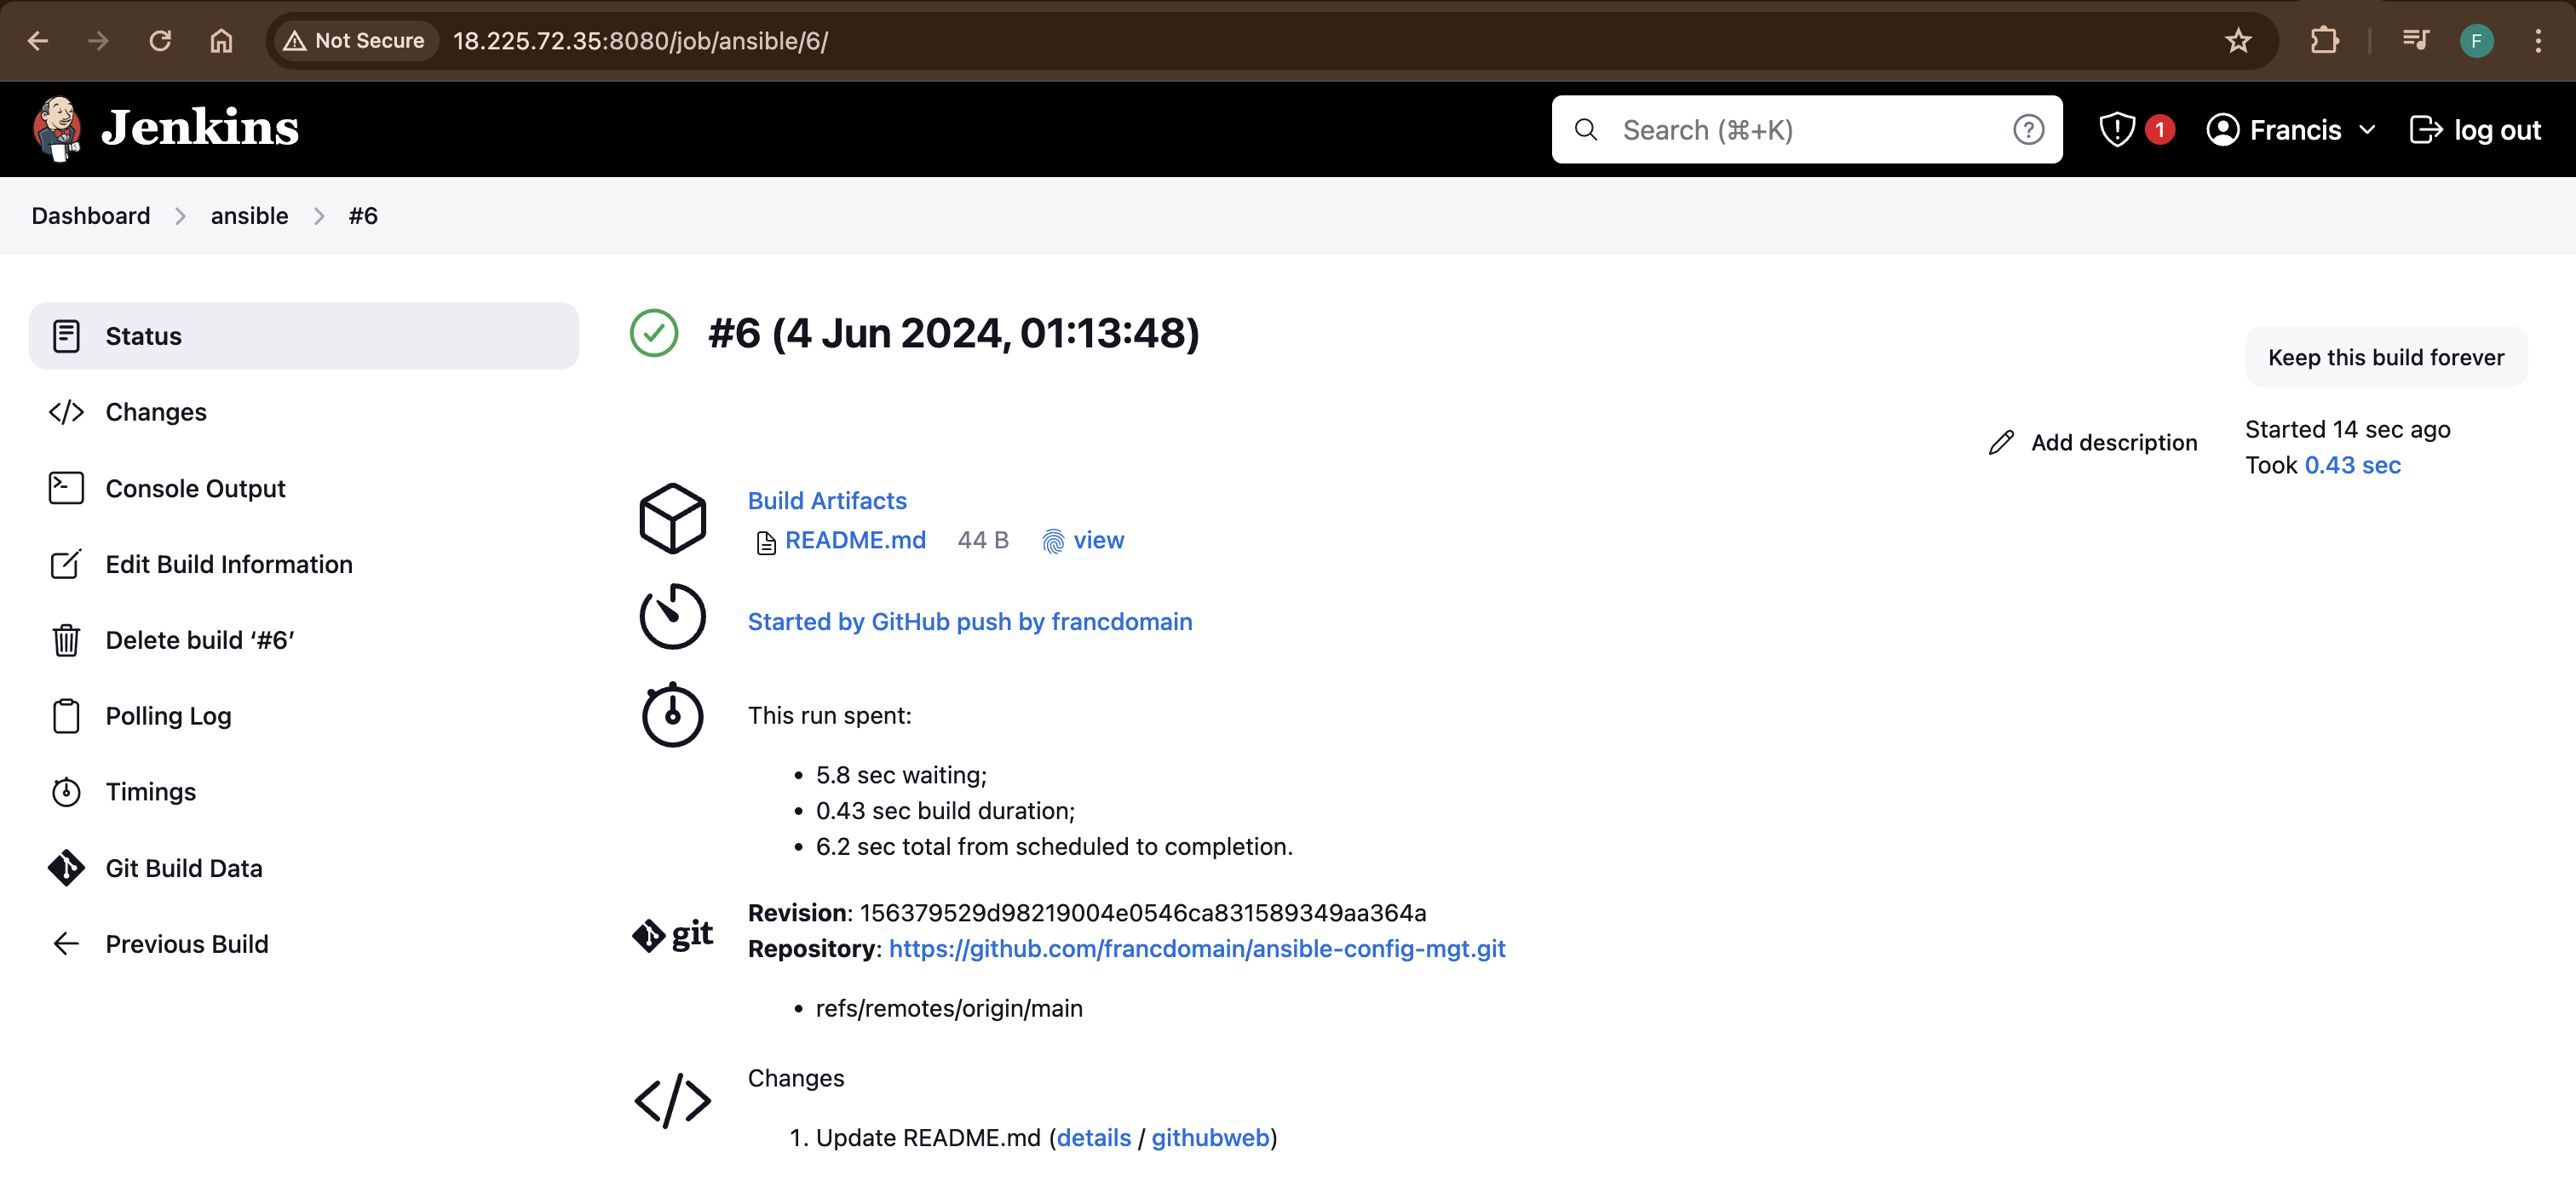 Not Secure 18.225.72.35:8080/job/ansible/6/ F
Jenkins Search (⌘+K) ? 1 Francis log out
Dashboard ansible #6
Status
Changes
Console Output
Edit Build Information
Delete build ‘#6’
Polling Log
Timings
Git Build Data
Previous Build
#6 (4 Jun 2024, 01:13:48)
Keep this build forever
Add description
Started 14 sec ago
Took 0.43 sec
Build Artifacts
README.md 44 B view
Started by GitHub push by francdomain
This run spent:
• 5.8 sec waiting;
• 0.43 sec build duration;
• 6.2 sec total from scheduled to completion.
git
Revision: 156379529d98219004e0546ca831589349aa364a
Repository: https://github.com/francdomain/ansible-config-mgt.git
• refs/remotes/origin/main
Changes
1. Update README.md (details / githubweb)